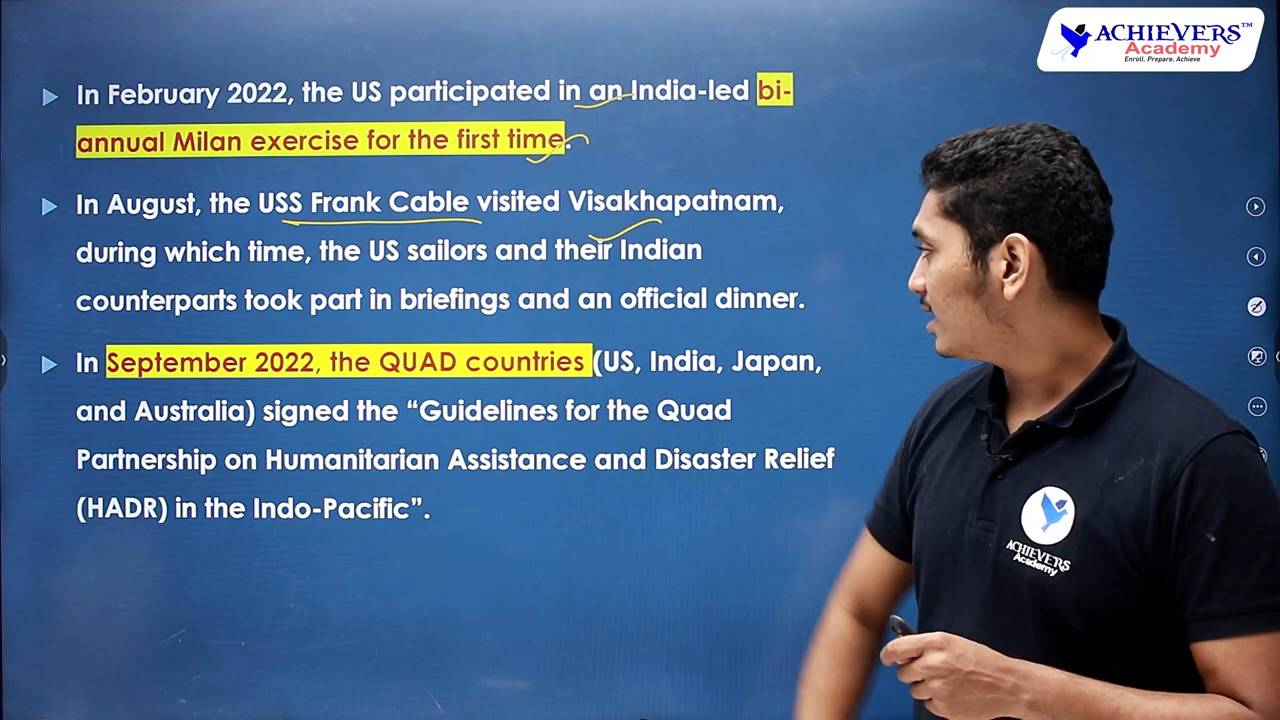 ACHIEVERS™
Academy
Enroll. Prepare. Achieve
In February 2022, the US participated in an India-led bi-
annual Milan exercise for the first time.
In August, the USS Frank Cable visited Visakhapatnam,
during which time, the US sailors and their Indian
counterparts took part in briefings and an official dinner.
In September 2022, the QUAD countries (US, India, Japan,
and Australia) signed the “Guidelines for the Quad
Partnership on Humanitarian Assistance and Disaster Relief
(HADR) in the Indo-Pacific”.
ACHIEVERS
Academy